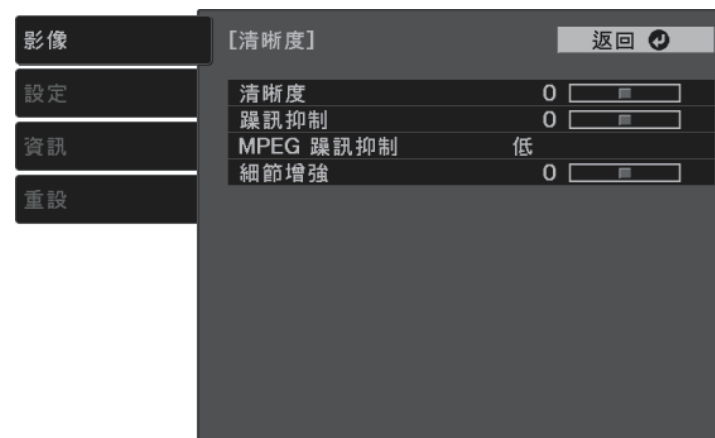 影像
設定
資訊
重設
[清晰度]
返回
清晰度 0
躁訊抑制 0
MPEG 躁訊抑制 低
細節增強 0